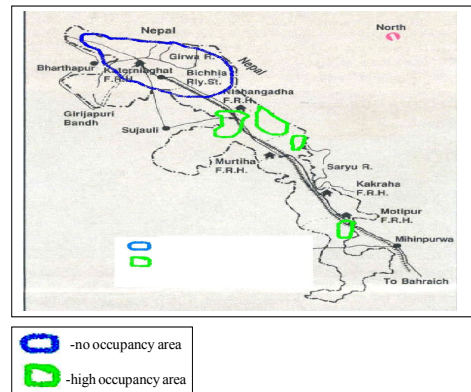 Nepal
North
Girwa R.
Nepal
Bharthapur
Katerniaghat
F.R.H.
Bichhia
Rly.St.
Nishangadha
F.R.H.
Girijapuri
Bandh
Sujauli
Murtiha
F.R.H.
Saryu R.
Kakraha
F.R.H.
Motipur
F.R.H.
Mihinpurwa
To Bahraich
-no occupancy area
-high occupancy area